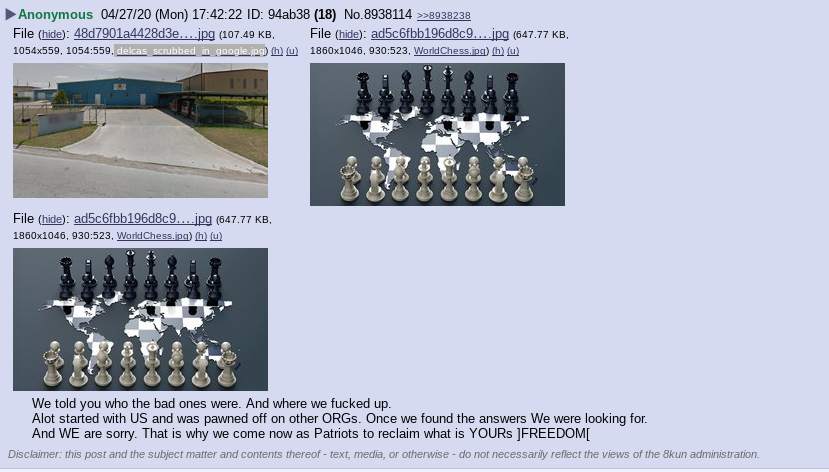 ▶Anonymous 04/27/20 (Mon) 17:42:22 ID: 94ab38 (18) No.8938114 >>8938238
File (hide): 48d7901a4428d3e….jpg (107.49 KB, 1054x559, 1054:559, delcas_scrubbed_in_google.jpg) (h) (u)
File (hide): ad5c6fbb196d8c9….jpg (647.77 KB, 1860x1046, 930:523, WorldChess.jpg) (h) (u)
File (hide): ad5c6fbb196d8c9….jpg (647.77 KB, 1860x1046, 930:523, WorldChess.jpg) (h) (u)
We told you who the bad ones were. And where we fucked up.
Alot started with US and was pawned off on other ORGs. Once we found the answers We were looking for.
And WE are sorry. That is why we come now as Patriots to reclaim what is YOURs ]FREEDOM[
Disclaimer: this post and the subject matter and contents thereof - text, media, or otherwise - do not necessarily reflect the views of the 8kun administration.